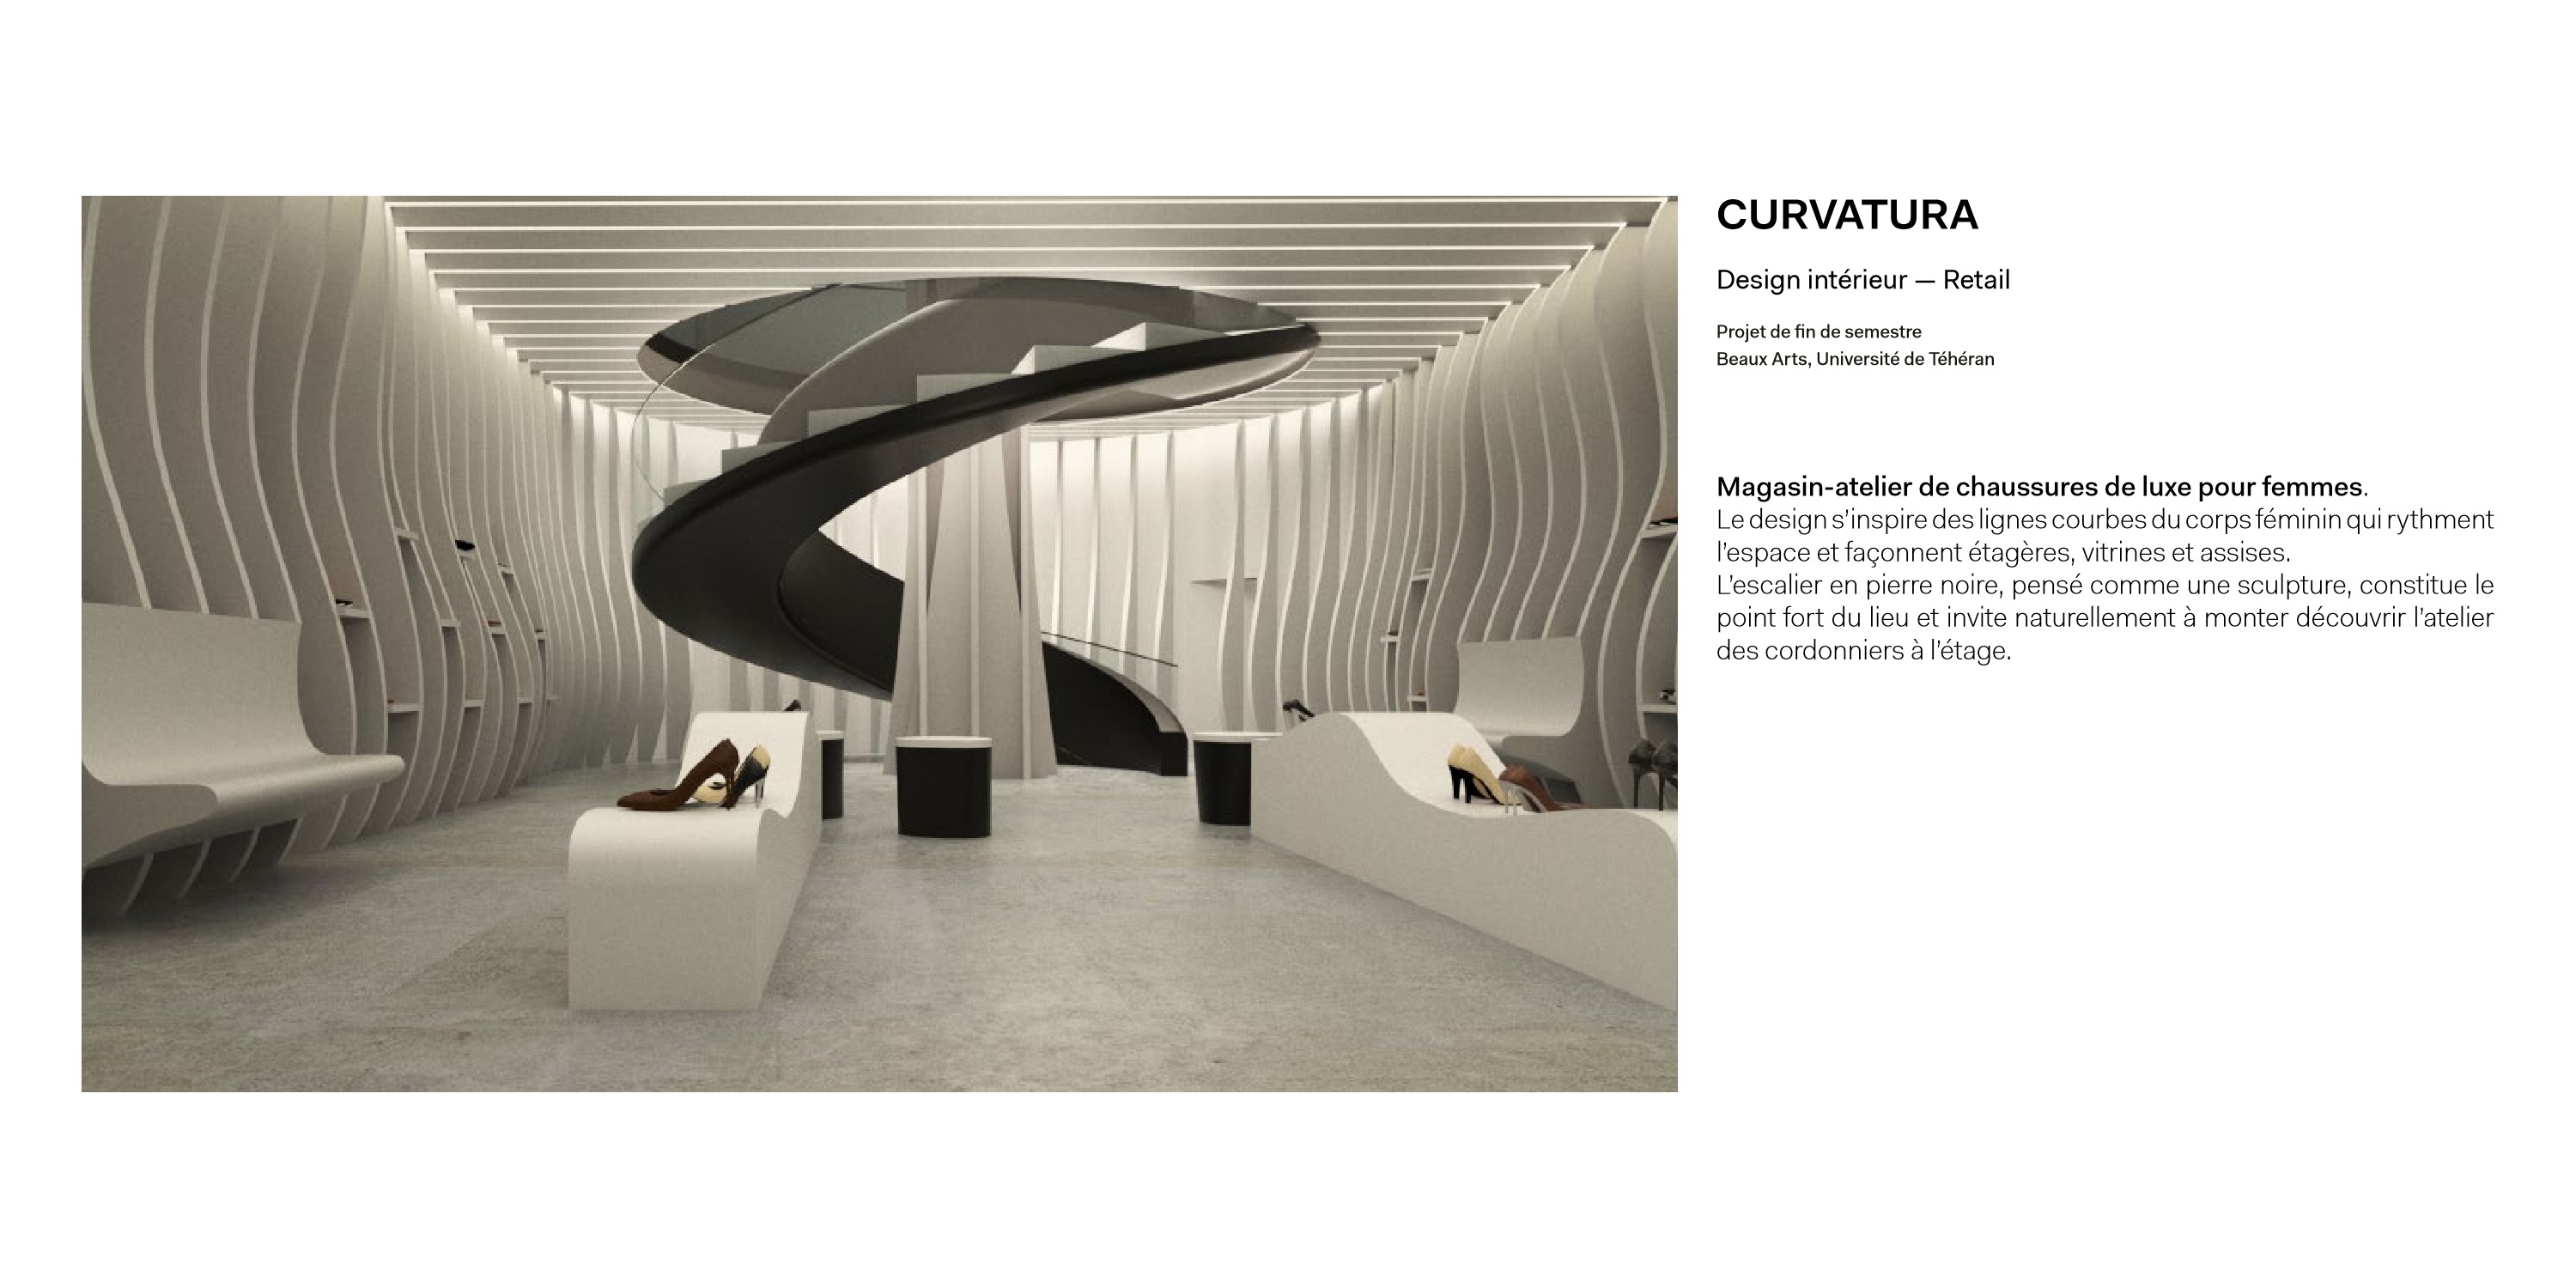 CURVATURA
Design intérieur — Retail
Projet de fin de semestre
Beaux Arts, Université de Téhéran
Magasin-atelier de chaussures de luxe pour femmes.
Le design s’inspire des lignes courbes du corps féminin qui rythment
l’espace et façonnent étagères, vitrines et assises.
L’escalier en pierre noire, pensé comme une sculpture, constitue le
point fort du lieu et invite naturellement à monter découvrir l’atelier
des cordonniers à l’étage.